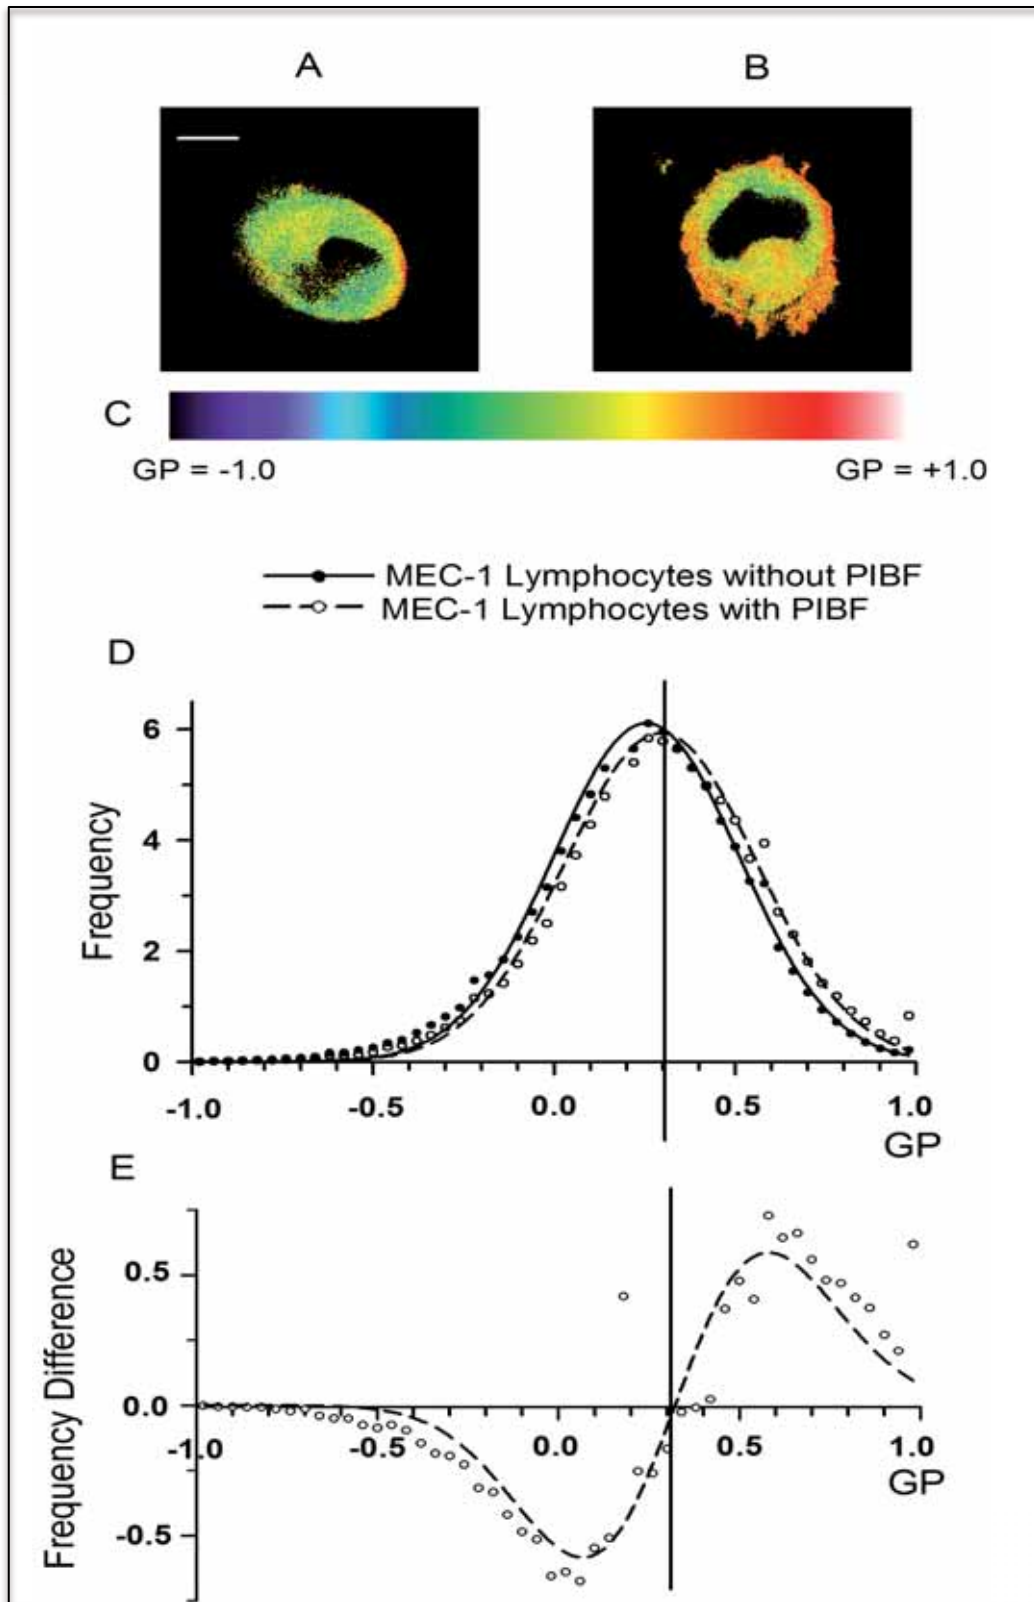 A B
C
GP = -1.0 GP = +1.0
MEC-1 Lymphocytes without PIBF
MEC-1 Lymphocytes with PIBF
D
Frequency
6
4
2
0
-1.0 -0.5 0.0 0.5 1.0
GP
E
Frequency Difference
0.5
0.0
-0.5
-1.0 -0.5 0.0 0.5 1.0
GP